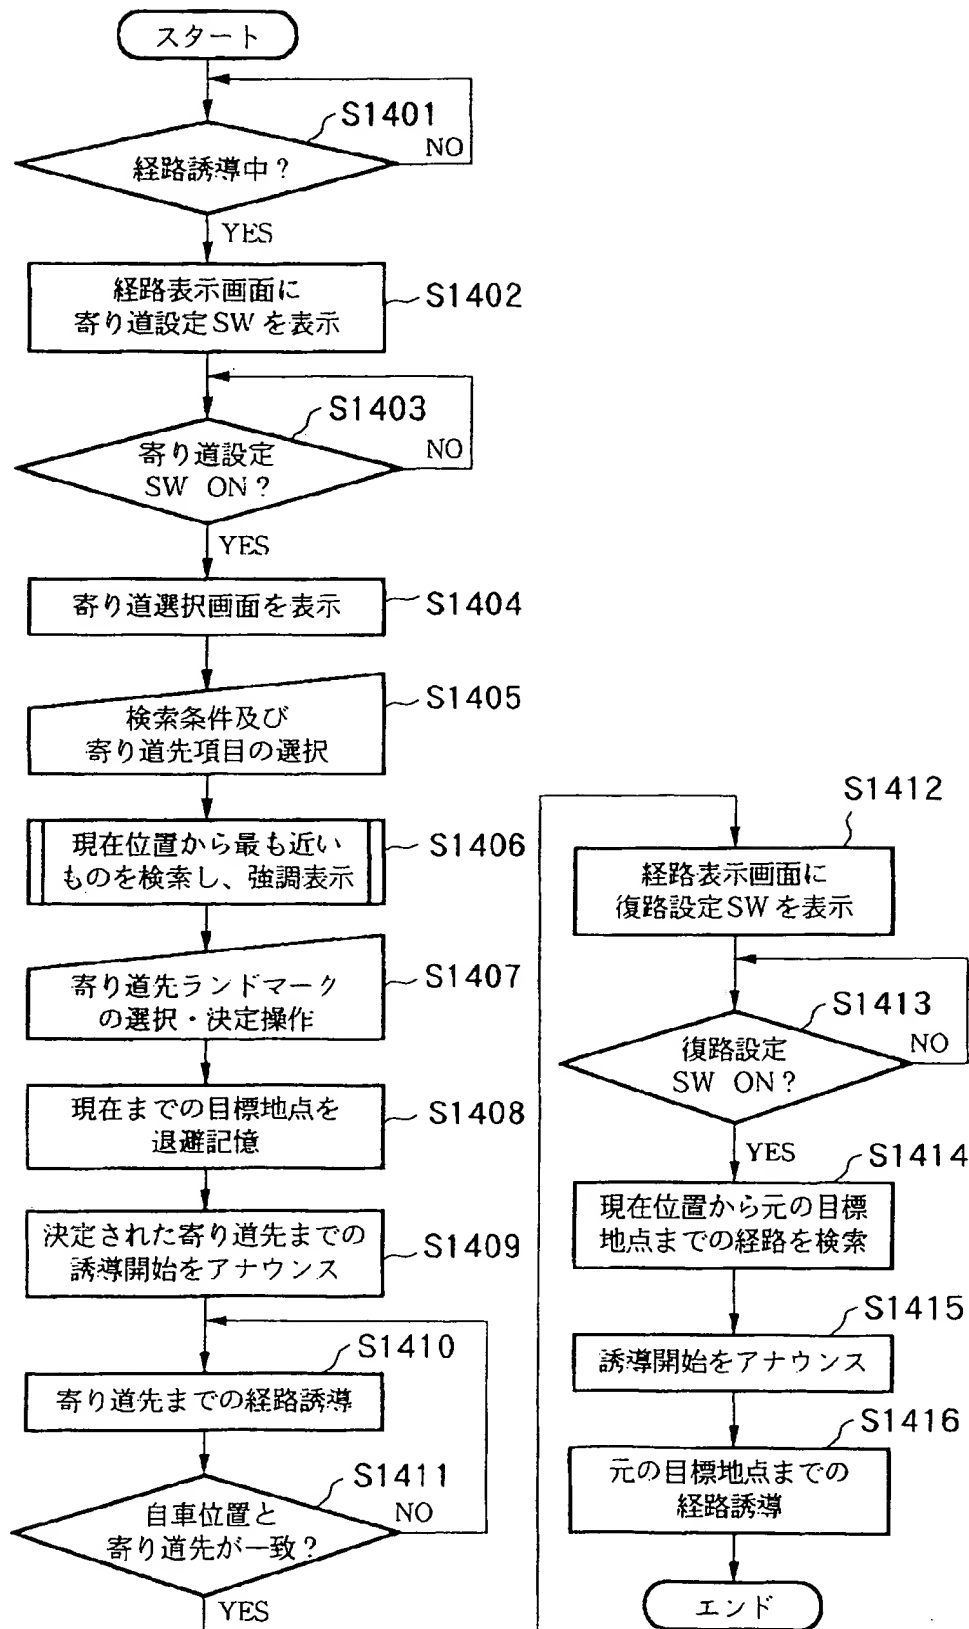 スタート
S1401
経路誘導中?
NO
YES
経路表示画面に
寄り道設定SWを表示
S1402
S1403
寄り道設定
SW ON?
NO
YES
寄り道選択画面を表示
S1404
S1405
検索条件及び
寄り道先項目の選択
現在位置から最も近い
ものを検索し、強調表示
S1406
寄り道先ランドマーク
の選択・決定操作
S1407
現在までの目標地点を
退避記憶
S1408
決定された寄り道先までの
誘導開始をアナウンス
S1409
S1410
寄り道先までの経路誘導
S1411
自車位置と
寄り道先が一致?
NO
YES
S1412
経路表示画面に
復路設定SWを表示
S1413
復路設定
SW ON?
NO
YES
S1414
現在位置から元の目標
地点までの経路を検索
S1415
誘導開始をアナウンス
S1416
元の目標地点までの
経路誘導
エンド